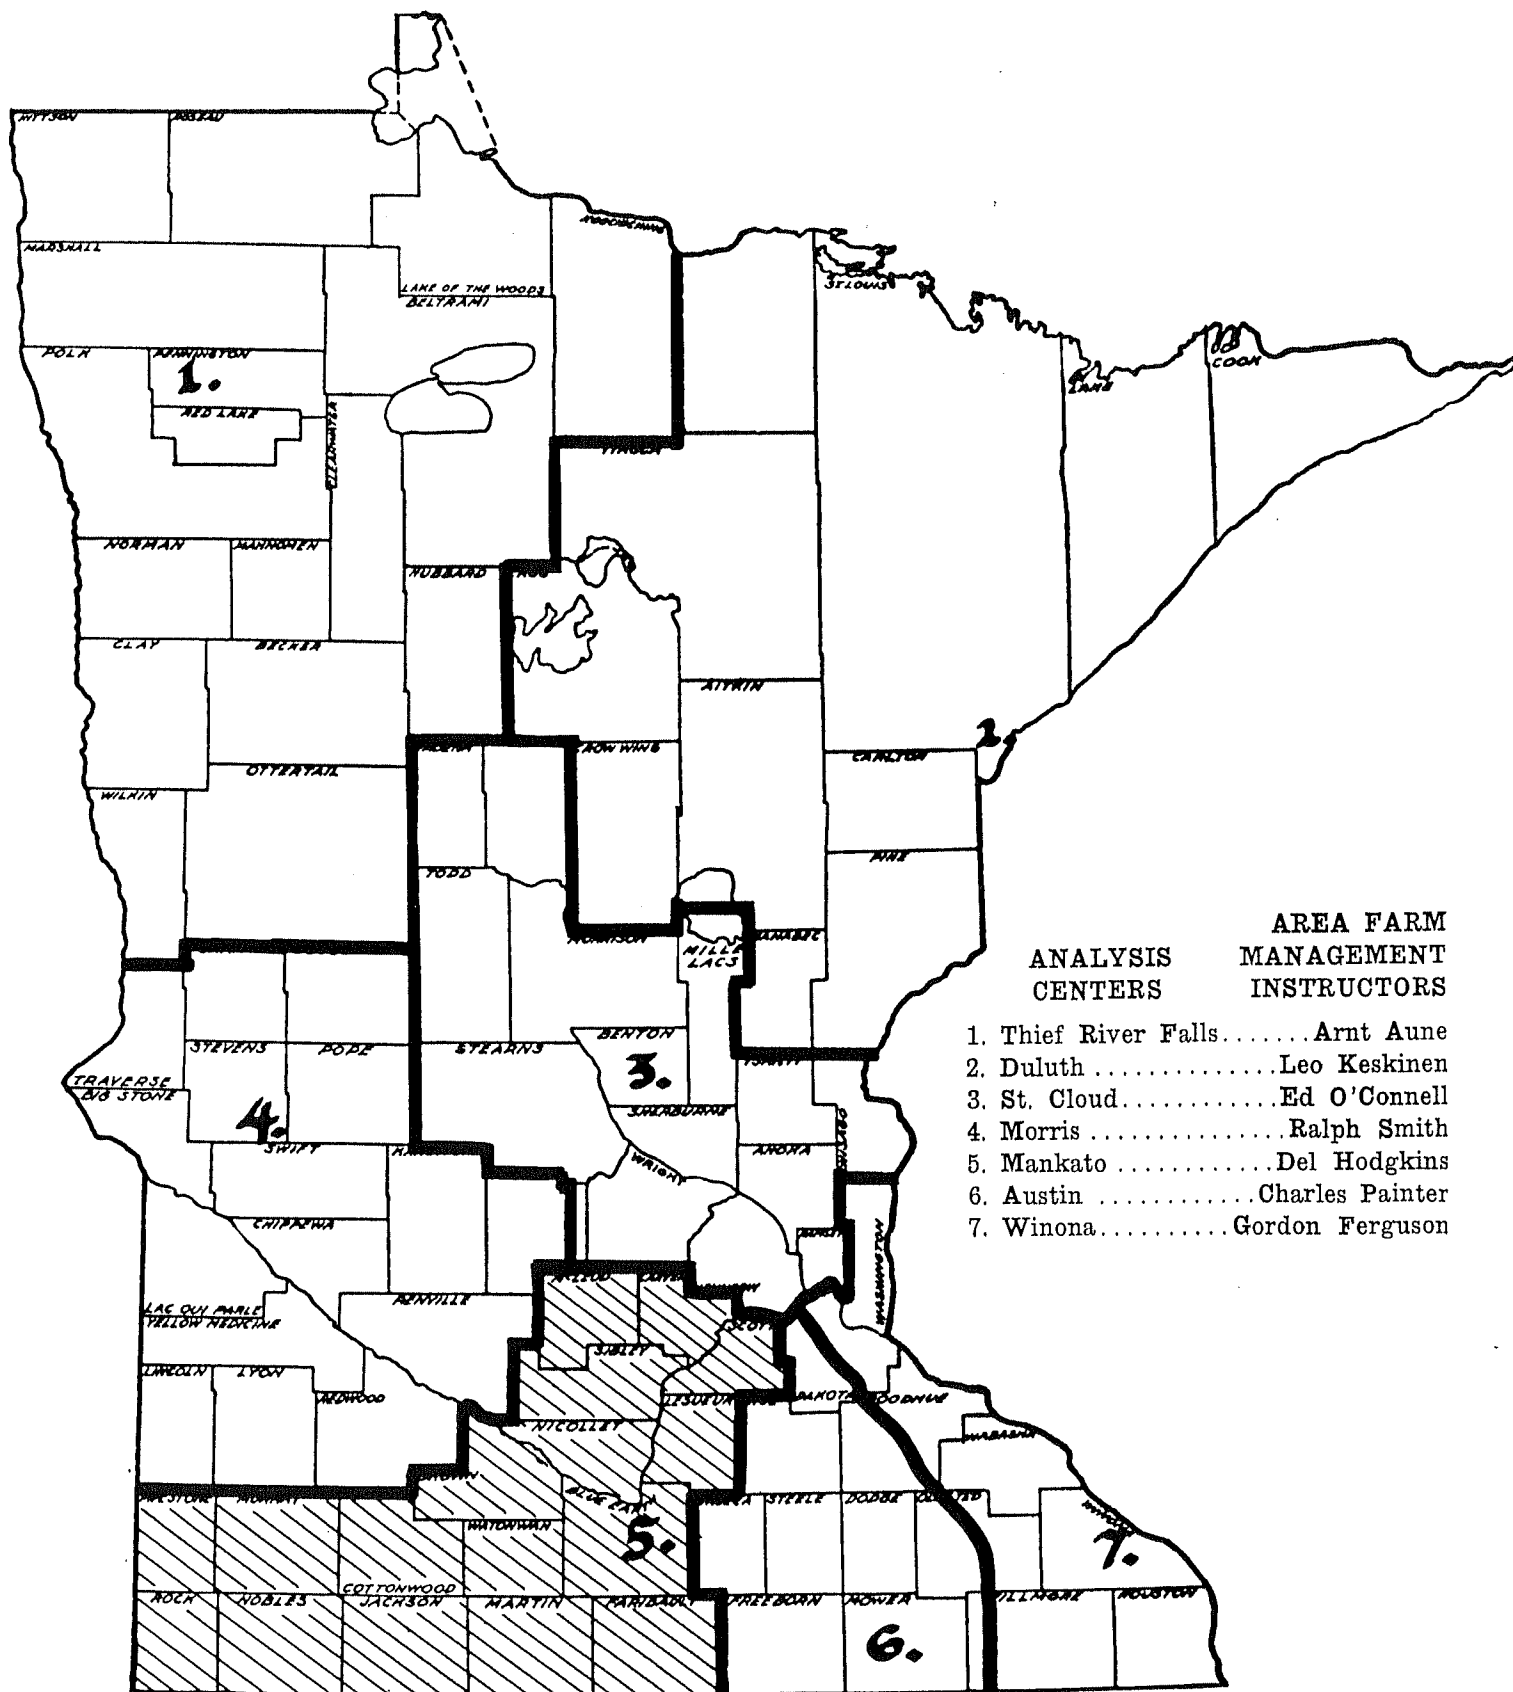 KITTSON ROSEAU
KOOCHICHING
MARSHALL
ST LOUIS
LAKE OF THE WOODS
BELTRAMI
POLK PENNINGTON
COOK
LAKE
1.
RED LAKE
CLEARWATER
ITASCA
NORMAN MAHNOMEN
HUBBARD
CLAY BECKER
AITKIN
2.
CROW WING
CARLTON
OTTERTAIL
WILKIN
PINE
TODD
MORRISON
KANABEC
MILLE
LACS
AREA FARM
ANALYSIS MANAGEMENT
CENTERS INSTRUCTORS
1. Thief River Falls.......Arnt Aune
2. Duluth ..............Leo Keskinen
3. St. Cloud............Ed O'Connell
4. Morris ...............Ralph Smith
5. Mankato ............Del Hodgkins
6. Austin ............Charles Painter
7. Winona..........Gordon Ferguson
BENTON
STEVENS POPE STEARNS
3.
TRAVERSE
BIG STONE
4.
SHERBURNE
CHISAGO
SWIFT
ANOKA
WRIGHT
CHIPPEWA
WASHINGTON
McLEOD CARVER
RENVILLE
LAC QUI PARLE
YELLOW MEDICINE
SCOTT
SIBLEY
LINCOLN LYON
REDWOOD
LESUEUR
DAKOTA GOODHUE
NICOLLET
WABASHA
BROWN
BLUE EARTH
PIPESTONE MURRAY
STEELE DODGE OLMSTED
WATONWAN
5.
7.
COTTONWOOD
ROCK NOBLES JACKSON MARTIN FARIBAULT FREEBORN MOWER FILLMORE HOUSTON
6.